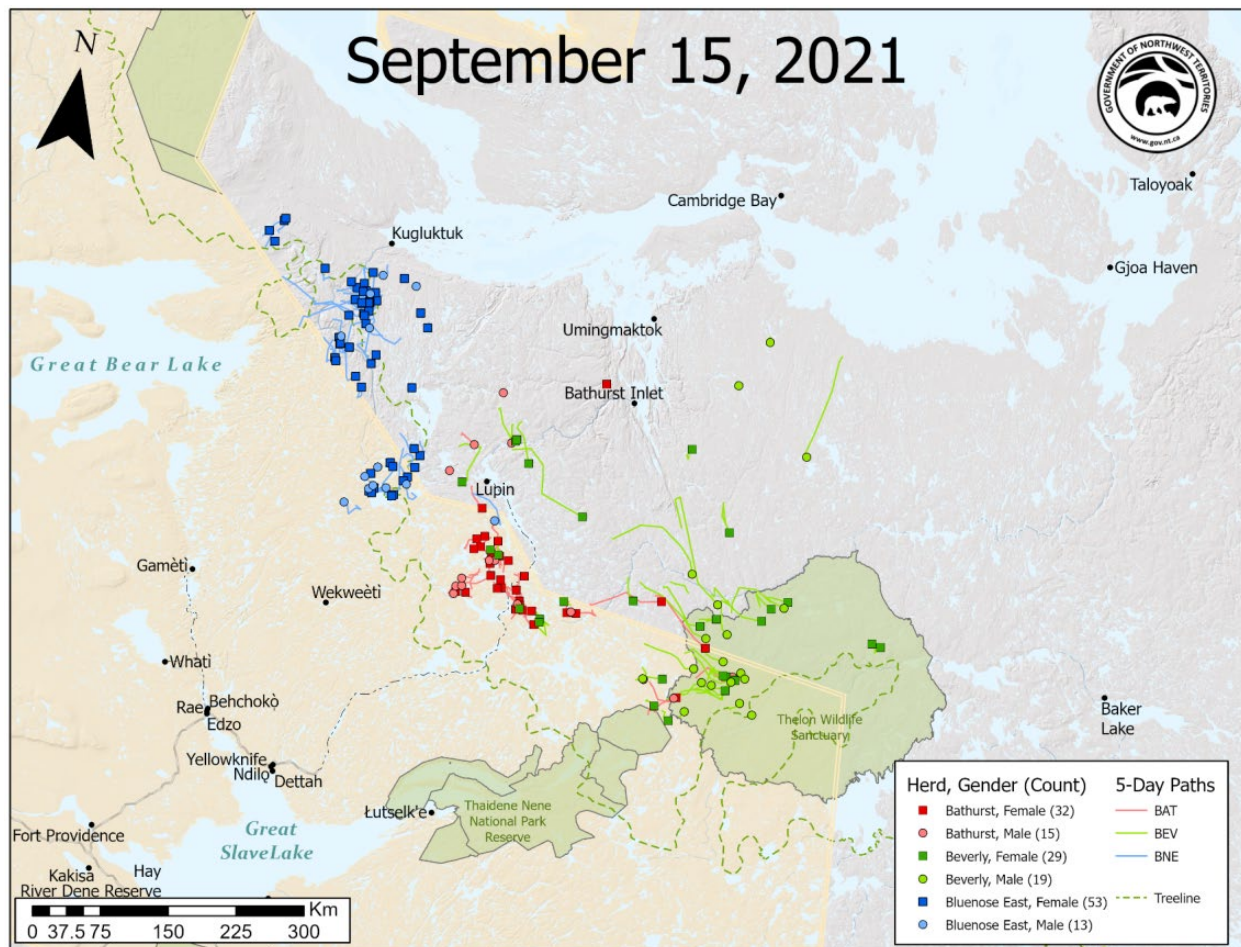 September 15, 2021
N
GOVERNMENT OF NORTHWEST TERRITORIES
www.gov.nt.ca
Taloyoak
Cambridge Bay
Kugluktuk
Gjoa Haven
Umingmaktok
Great Bear Lake
Bathurst Inlet
Lupin
Gamètì
Wekweètì
Whatì
Behchokò
Rae
Edzo
Baker
Lake
Thelon Wildlife
Sanctuary
Yellowknife
Ndilǫ
Dettah
Łutselk'e
Thaidene Nene
National Park
Reserve
Fort Providence
Great
Slave Lake
Kakisa
Hay
River Dene Reserve
Km
0 37.5 75 150 225 300
Herd, Gender (Count)
Bathurst, Female (32)
Bathurst, Male (15)
Beverly, Female (29)
Beverly, Male (19)
Bluenose East, Female (53)
Bluenose East, Male (13)
5-Day Paths
BAT
BEV
BNE
Treeline